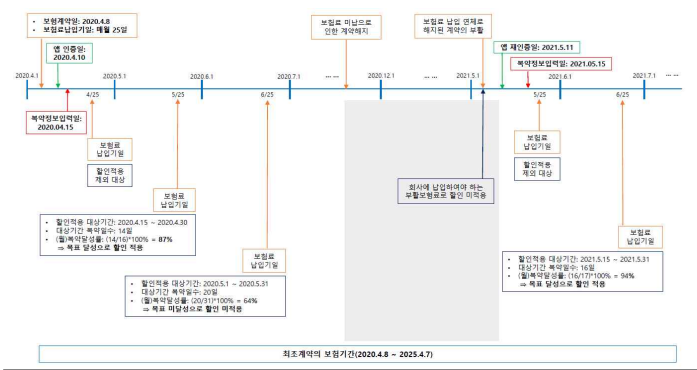 • 보험계약일: 2020.4.8
• 보험료납입기일: 매월 25일
앱 인증일:
2020.4.10
보험료 미납으로
인한 계약해지
보험료 납입 연체로
해지된 계약의 부활
앱 재인증일: 2021.5.11
복약정보입력일: 2021.05.15
2020.4.1
2020.5.1
2020.6.1
2020.7.1
... ...
2020.12.1
... ...
2021.5.1
2021.6.1
2021.7.1
... ...
4/25
5/25
6/25
5/25
6/25
복약정보입력일:
2020.04.15
보험료
납입기일
할인적용
제외 대상
보험료
납입기일
보험료
납입기일
회사에 납입하여야 하는
부활보험료로 할인 미적용
보험료
납입기일
할인적용
제외 대상
보험료
납입기일
• 할인적용 대상기간: 2020.4.15 ~ 2020.4.30
• 대상기간 복약일수: 14일
• (월)복약달성률: (14/16)*100% = 87%
⇒ 목표 달성으로 할인 적용
• 할인적용 대상기간: 2020.5.1 ~ 2020.5.31
• 대상기간 복약일수: 20일
• (월)복약달성률: (20/31)*100% = 64%
⇒ 목표 미달성으로 할인 미적용
• 할인적용 대상기간: 2021.5.15 ~ 2021.5.31
• 대상기간 복약일수: 16일
• (월)복약달성률: (16/17)*100% = 94%
⇒ 목표 달성으로 할인 적용
최초계약의 보험기간(2020.4.8 ~ 2025.4.7)